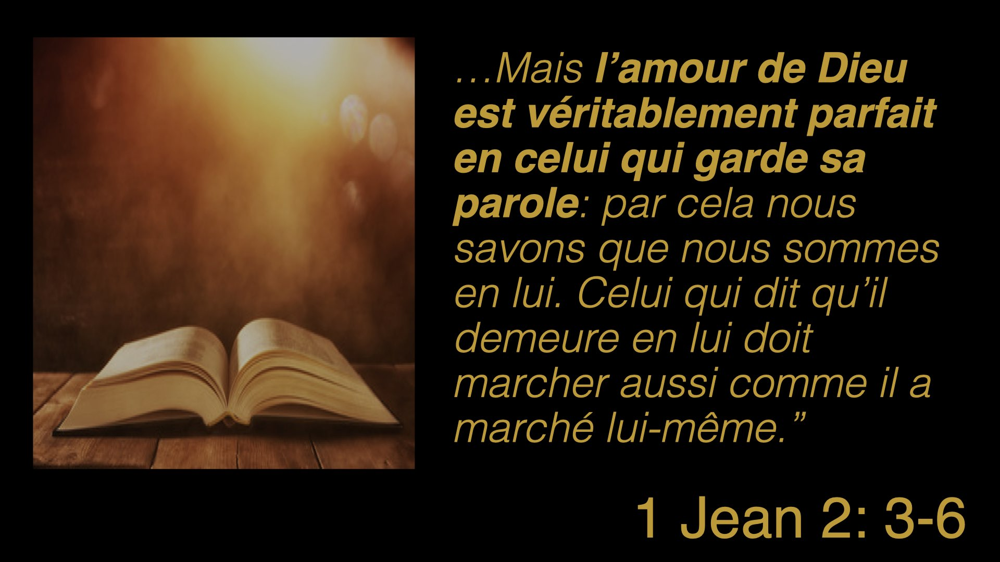 …Mais l’amour de Dieu
est véritablement parfait
en celui qui garde sa
parole: par cela nous
savons que nous sommes
en lui. Celui qui dit qu’il
demeure en lui doit
marcher aussi comme il a
marché lui-même.”
1 Jean 2: 3-6